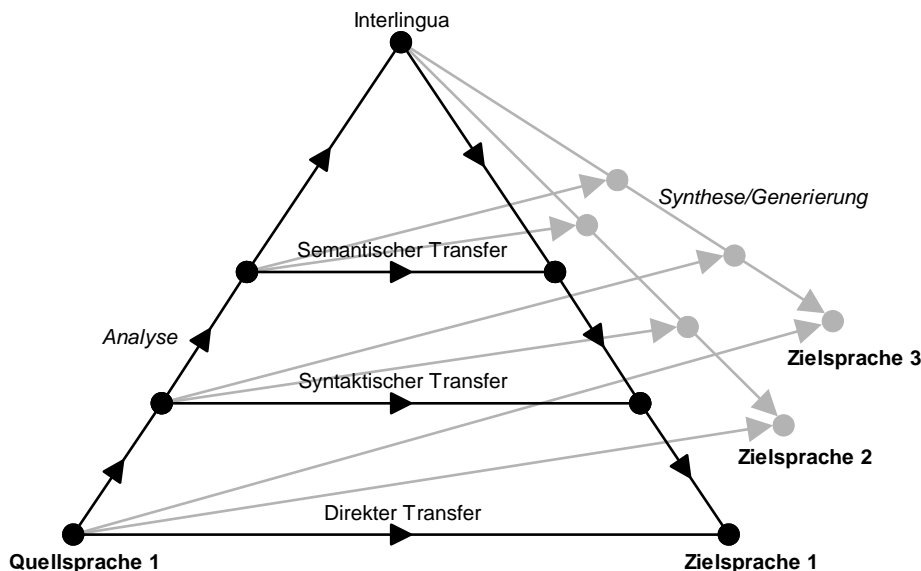 Interlingua
Synthese/Generierung
Semantischer Transfer
Analyse
Zielsprache 3
Syntaktischer Transfer
Zielsprache 2
Direkter Transfer
Quellsprache 1
Zielsprache 1